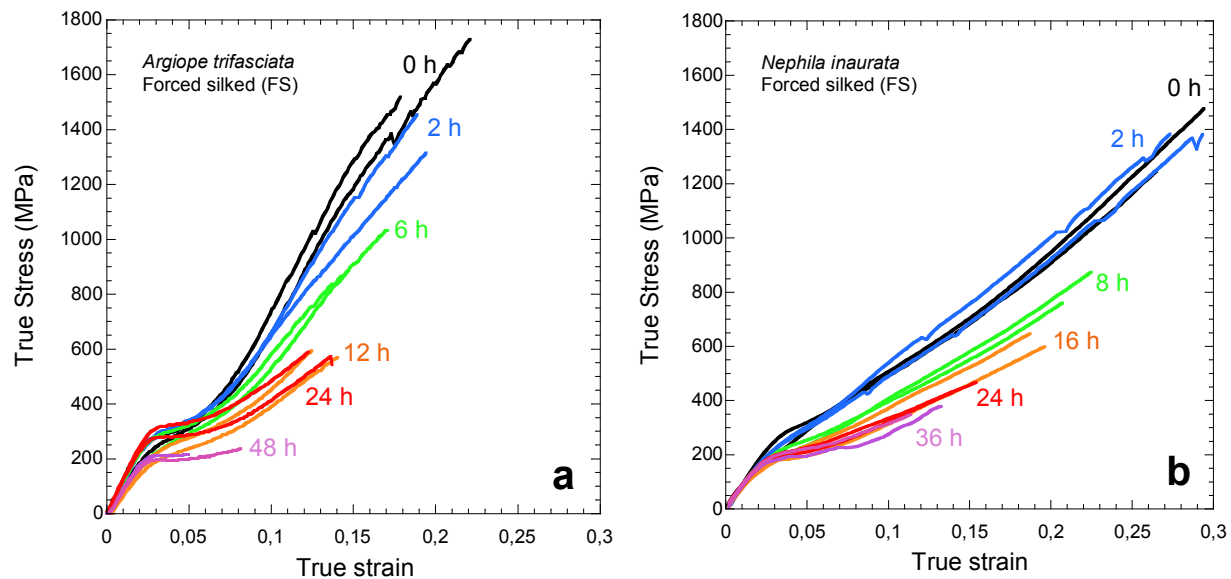 Argiope trifasciata
Forced silked (FS)
0 h
2 h
6 h
12 h
24 h
48 h
a
True Stress (MPa)
1800
1600
1400
1200
1000
800
600
400
200
0
0 0,05 0,1 0,15 0,2 0,25 0,3
True strain
Nephila inaurata
Forced silked (FS)
0 h
2 h
8 h
16 h
24 h
36 h
b
True Stress (MPa)
1800
1600
1400
1200
1000
800
600
400
200
0
0 0,05 0,1 0,15 0,2 0,25 0,3
True strain